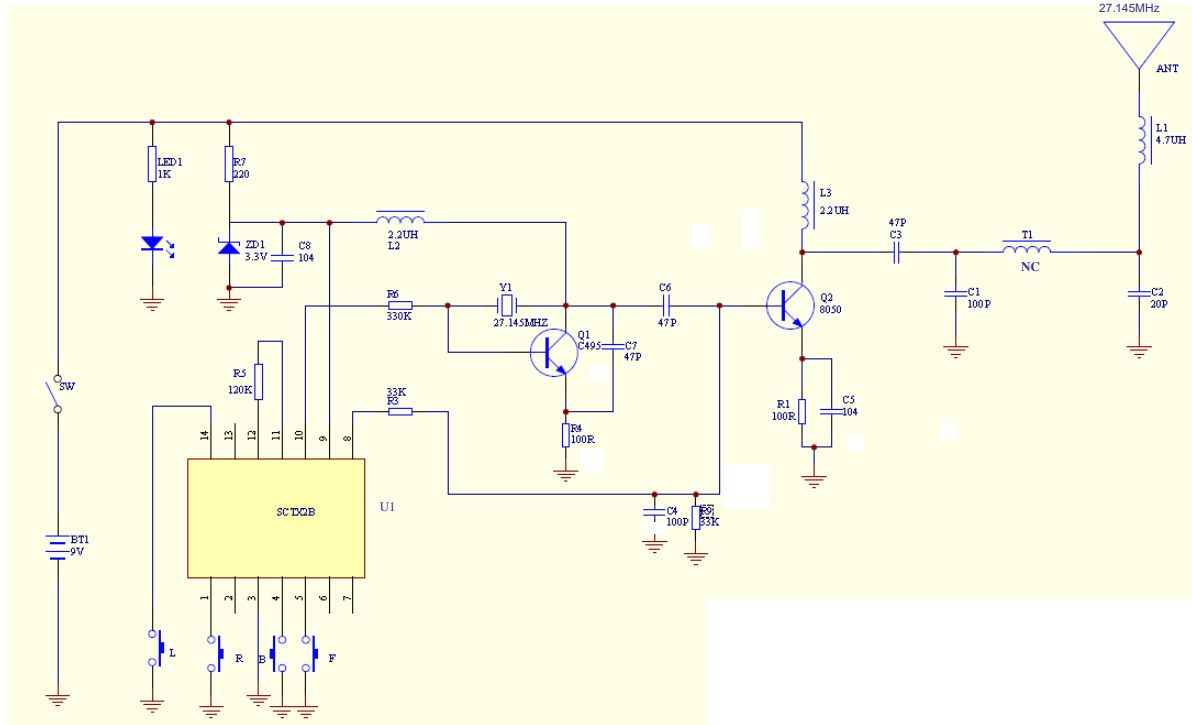 27.145MHz
ANT
L1
4.7UH
LED1
1K
R7
220
L3
2.2UH
47P
C3
T1
NC
2.2UH
L2
ZD1
3.3V
C8
104
C1
100P
C2
20P
R6
330K
Y1
27.145MHZ
C6
47P
Q2
8050
Q1
C495
C7
47P
SW
R5
120K
33K
R3
R1
100R
C5
104
R4
100R
14
13
12
11
10
9
8
SCTX2B
U1
C4
100P
R9
33K
BT1
9V
1
2
3
4
5
6
7
L
R
B
F